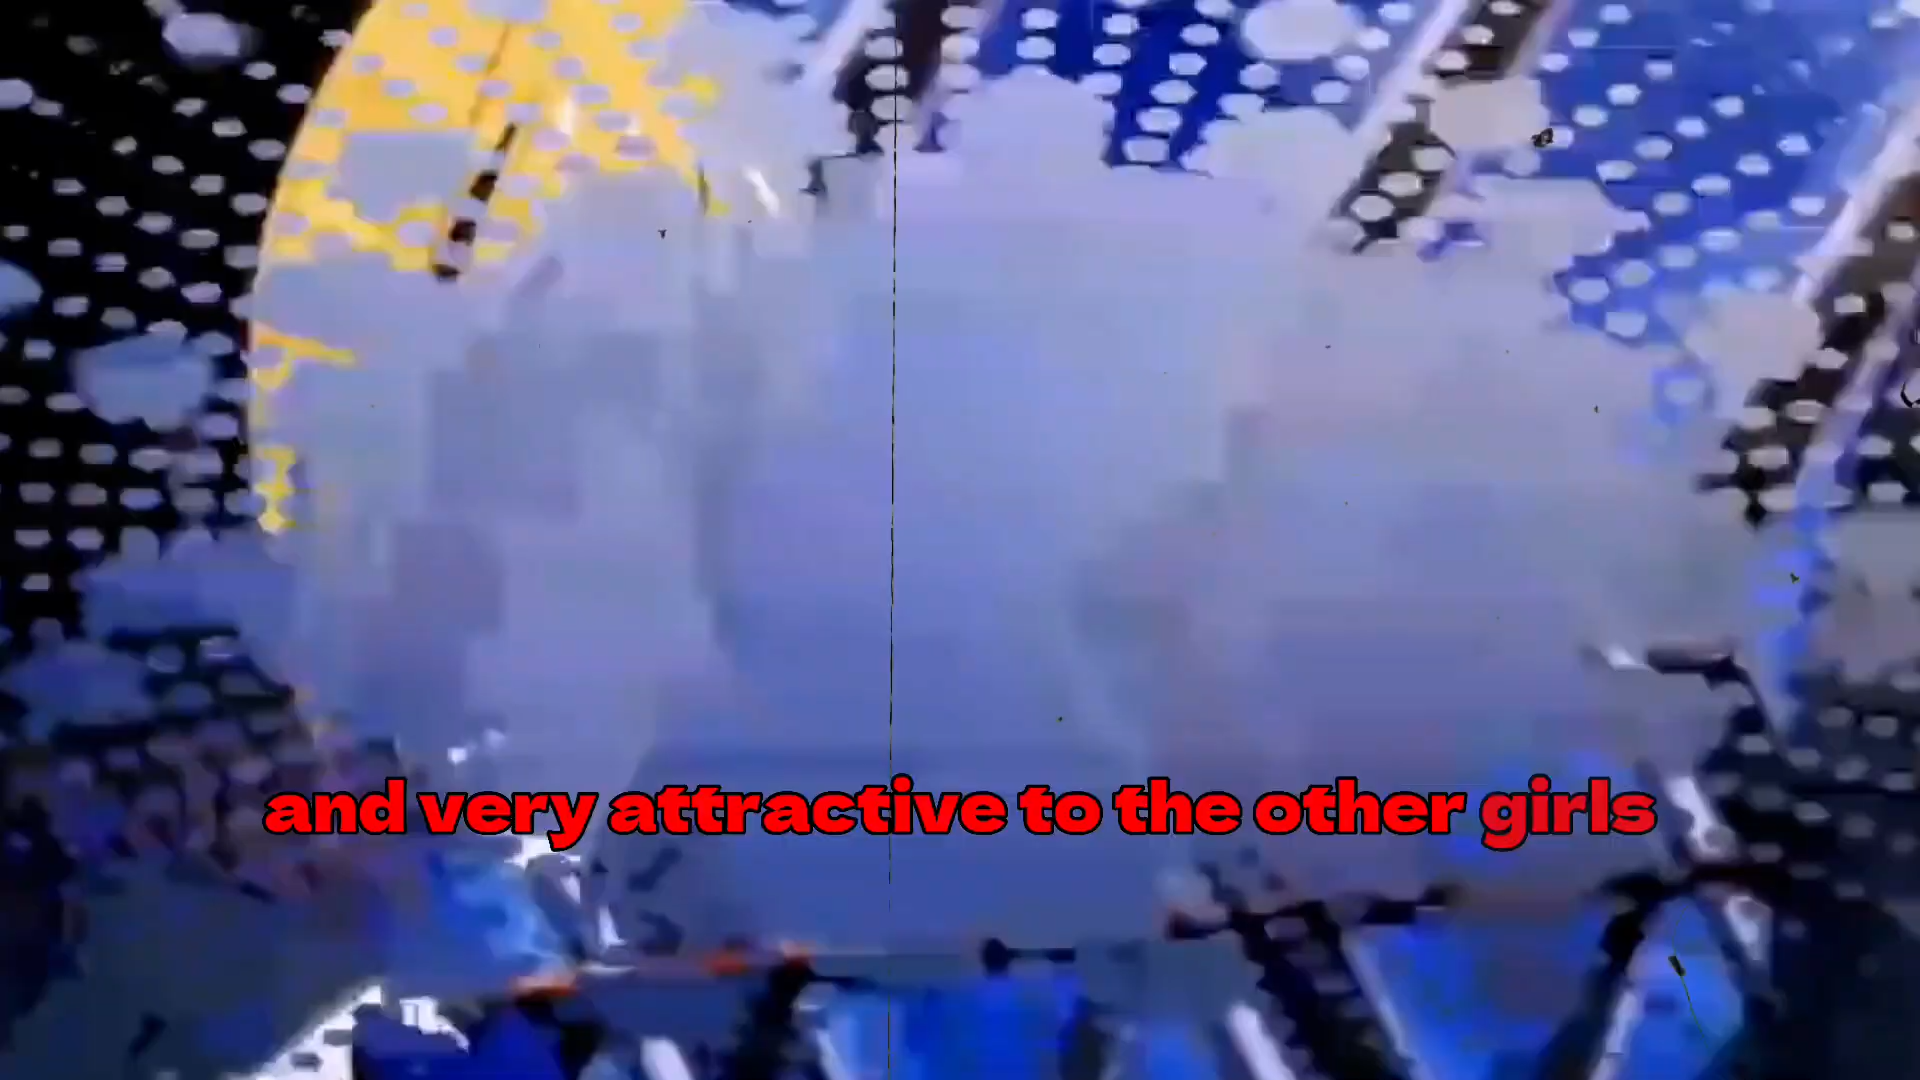 and very attractive to the other girls